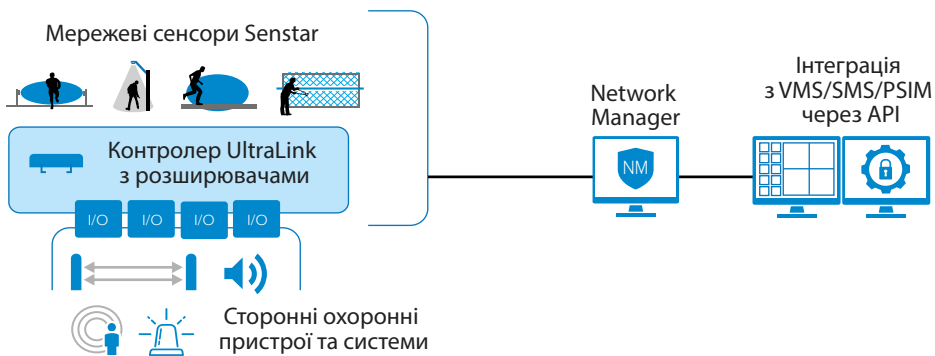 Мережеві сенсори Senstar
Контролер UltraLink
з розширювачами
I/O I/O I/O I/O
Сторонні охоронні
пристрої та системи
Network
Manager
NM
Інтеграція
з VMS/SMS/PSIM
через API